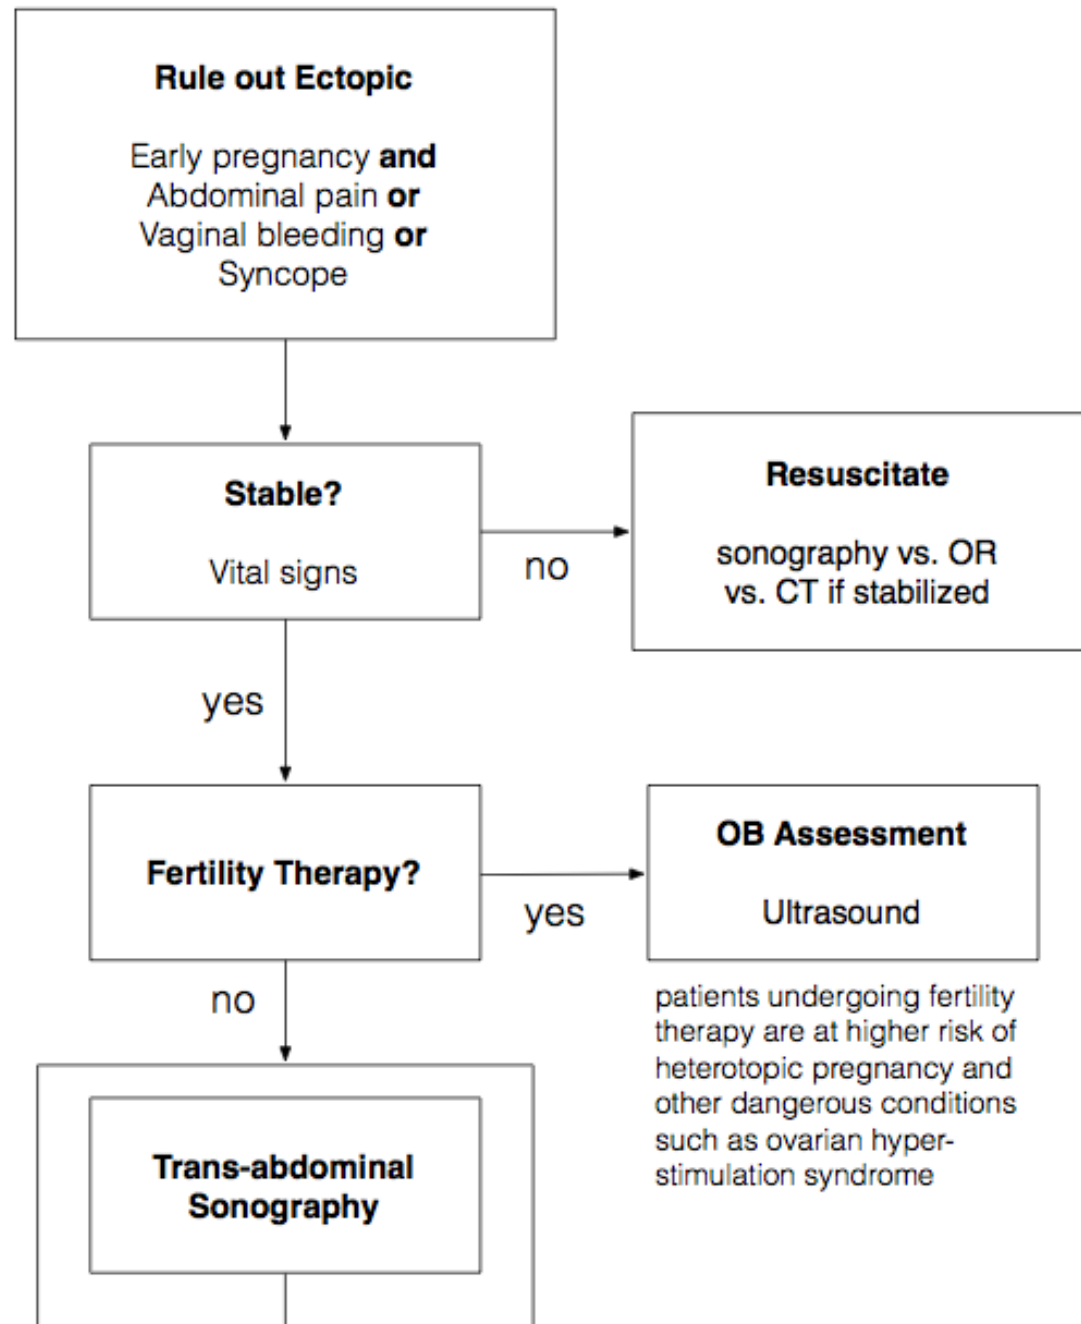 Rule out Ectopic
Early pregnancy and
Abdominal pain or
Vaginal bleeding or
Syncope
Stable?
Vital signs
no
Resuscitate
sonography vs. OR
vs. CT if stabilized
yes
Fertility Therapy?
yes
OB Assessment
Ultrasound
patients undergoing fertility
therapy are at higher risk of
heterotopic pregnancy and
other dangerous conditions
such as ovarian hyper-
stimulation syndrome
no
Trans-abdominal
Sonography